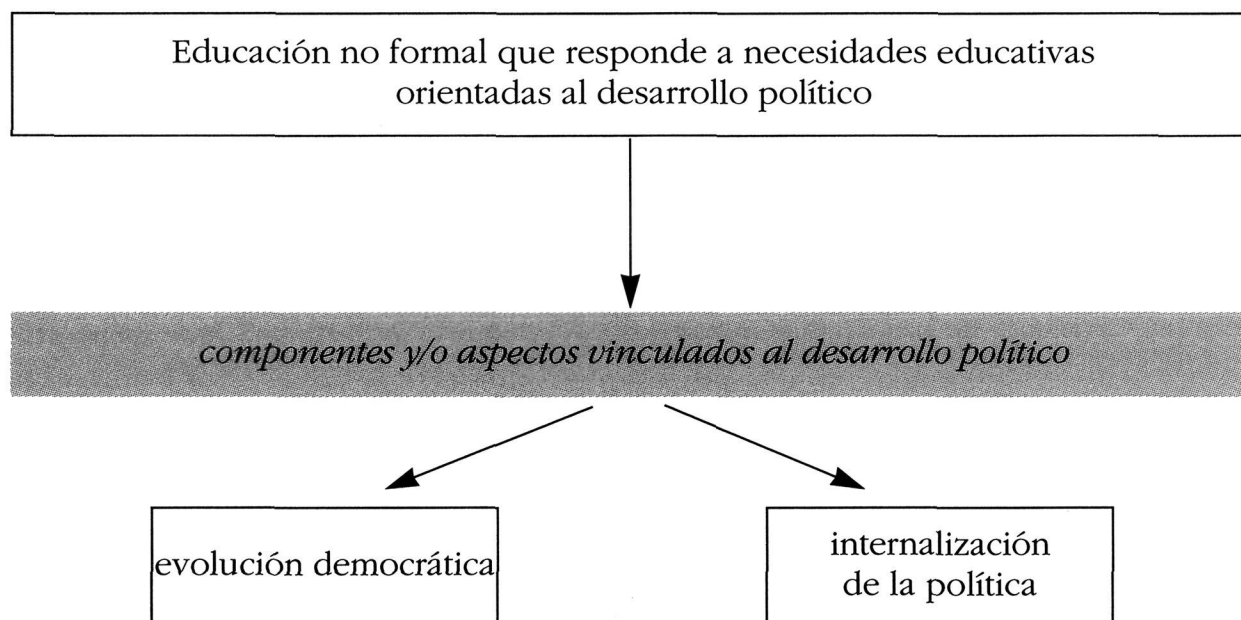 Educación no formal que responde a necesidades educativas
orientadas al desarrollo político
componentes y/o aspectos vinculados al desarrollo político
evolución democrática
internalización
de la política